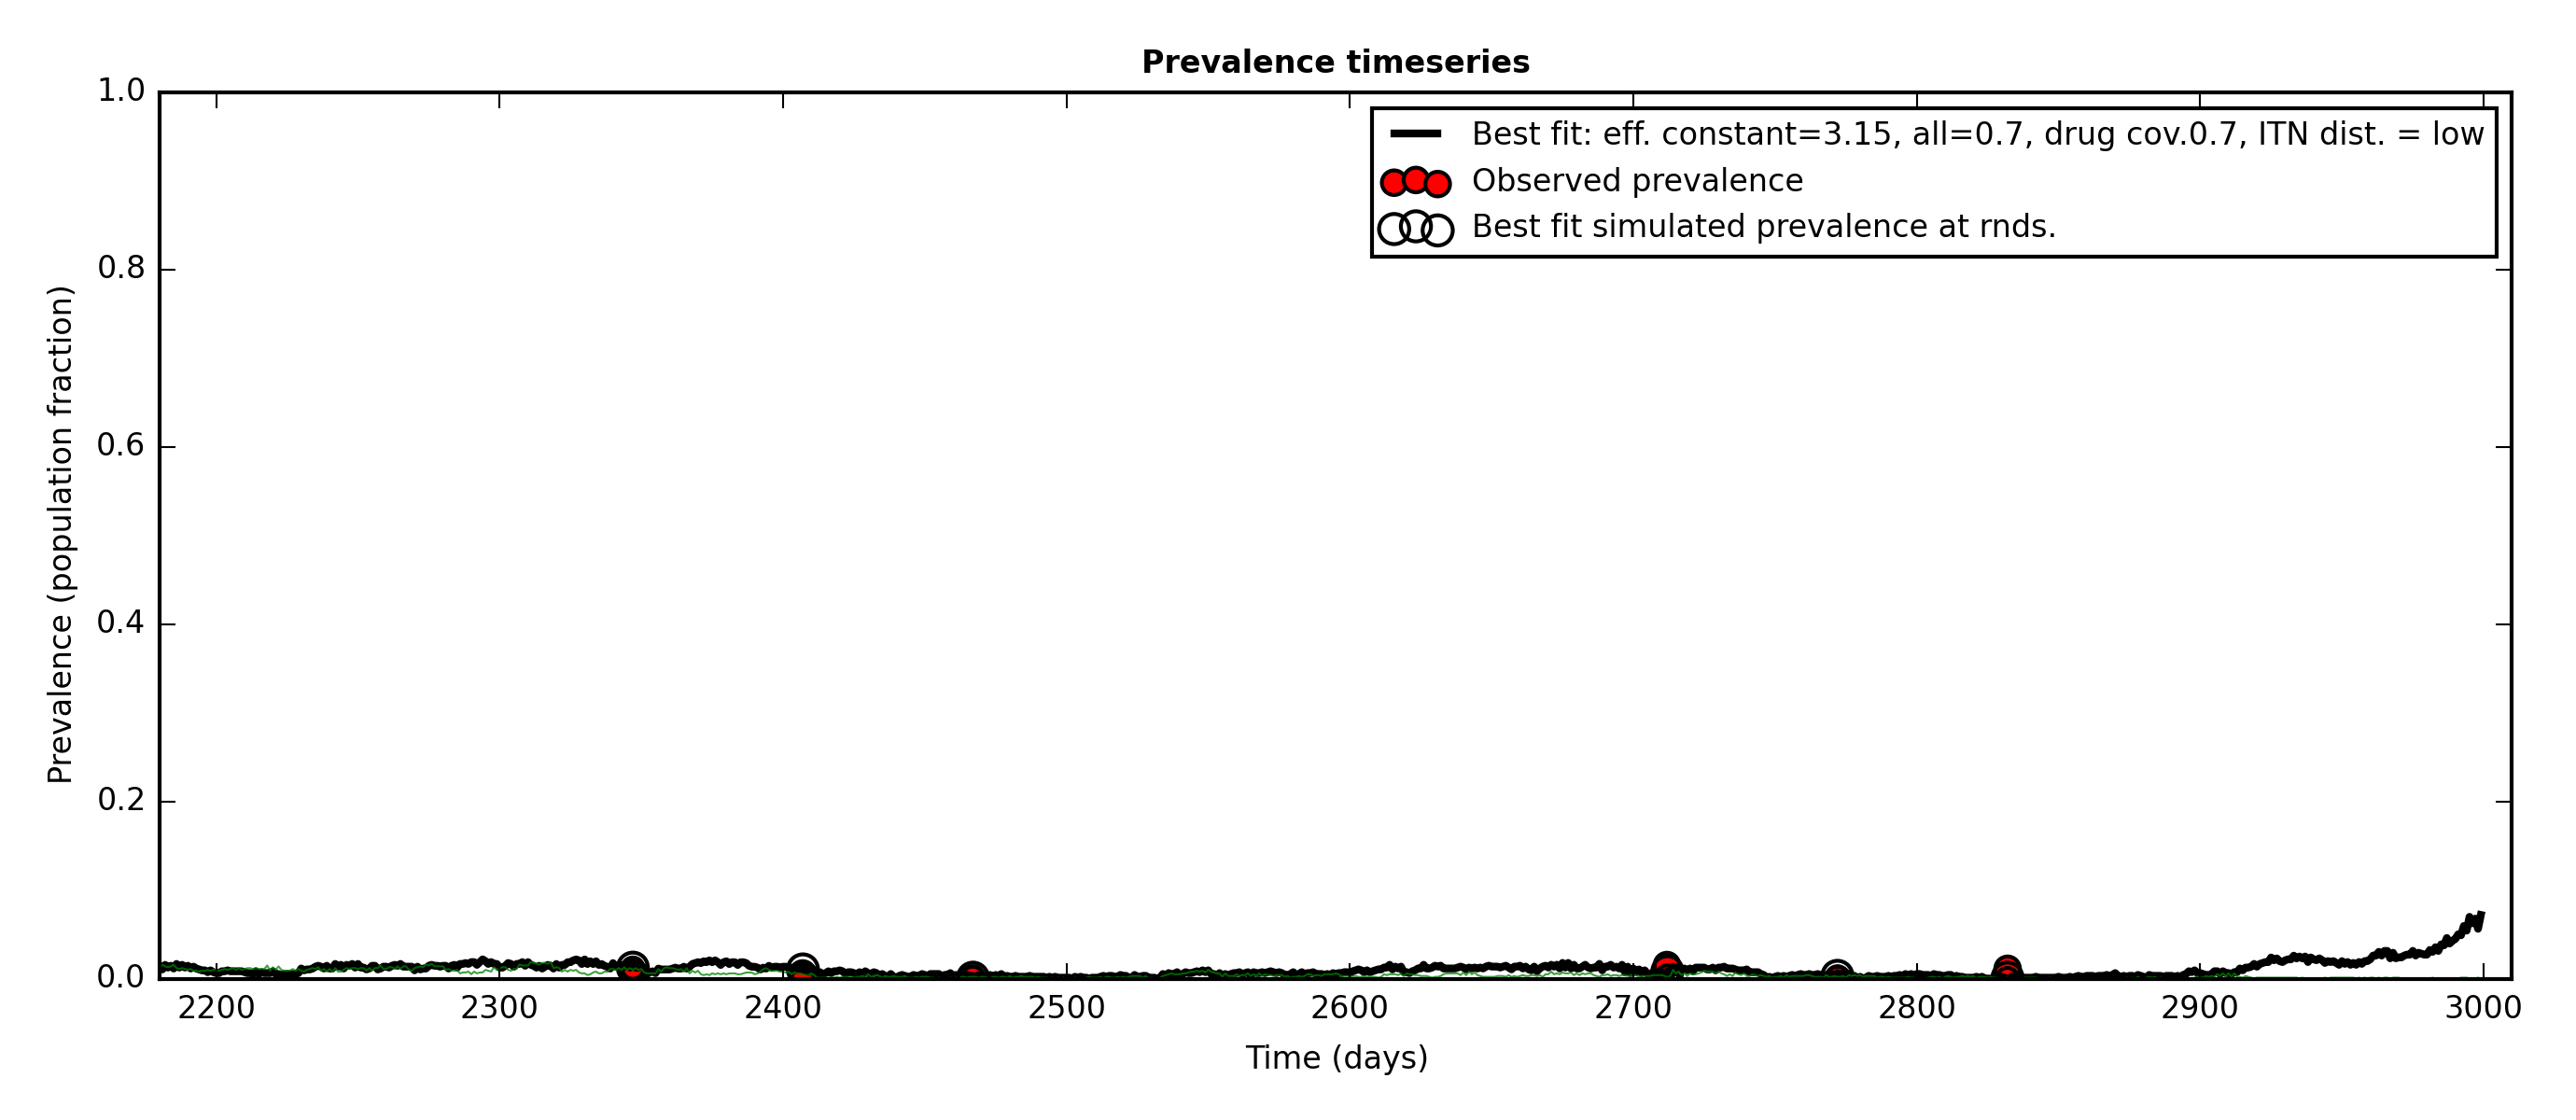 Prevalence timeseries
1.0
0.8
0.6
0.4
0.2
0.0
Prevalence (population fraction)
Best fit: eff. constant=3.15, all=0.7, drug cov.0.7, ITN dist. = low
Observed prevalence
Best fit simulated prevalence at rnds.
2200 2300 2400 2500 2600 2700 2800 2900 3000
Time (days)